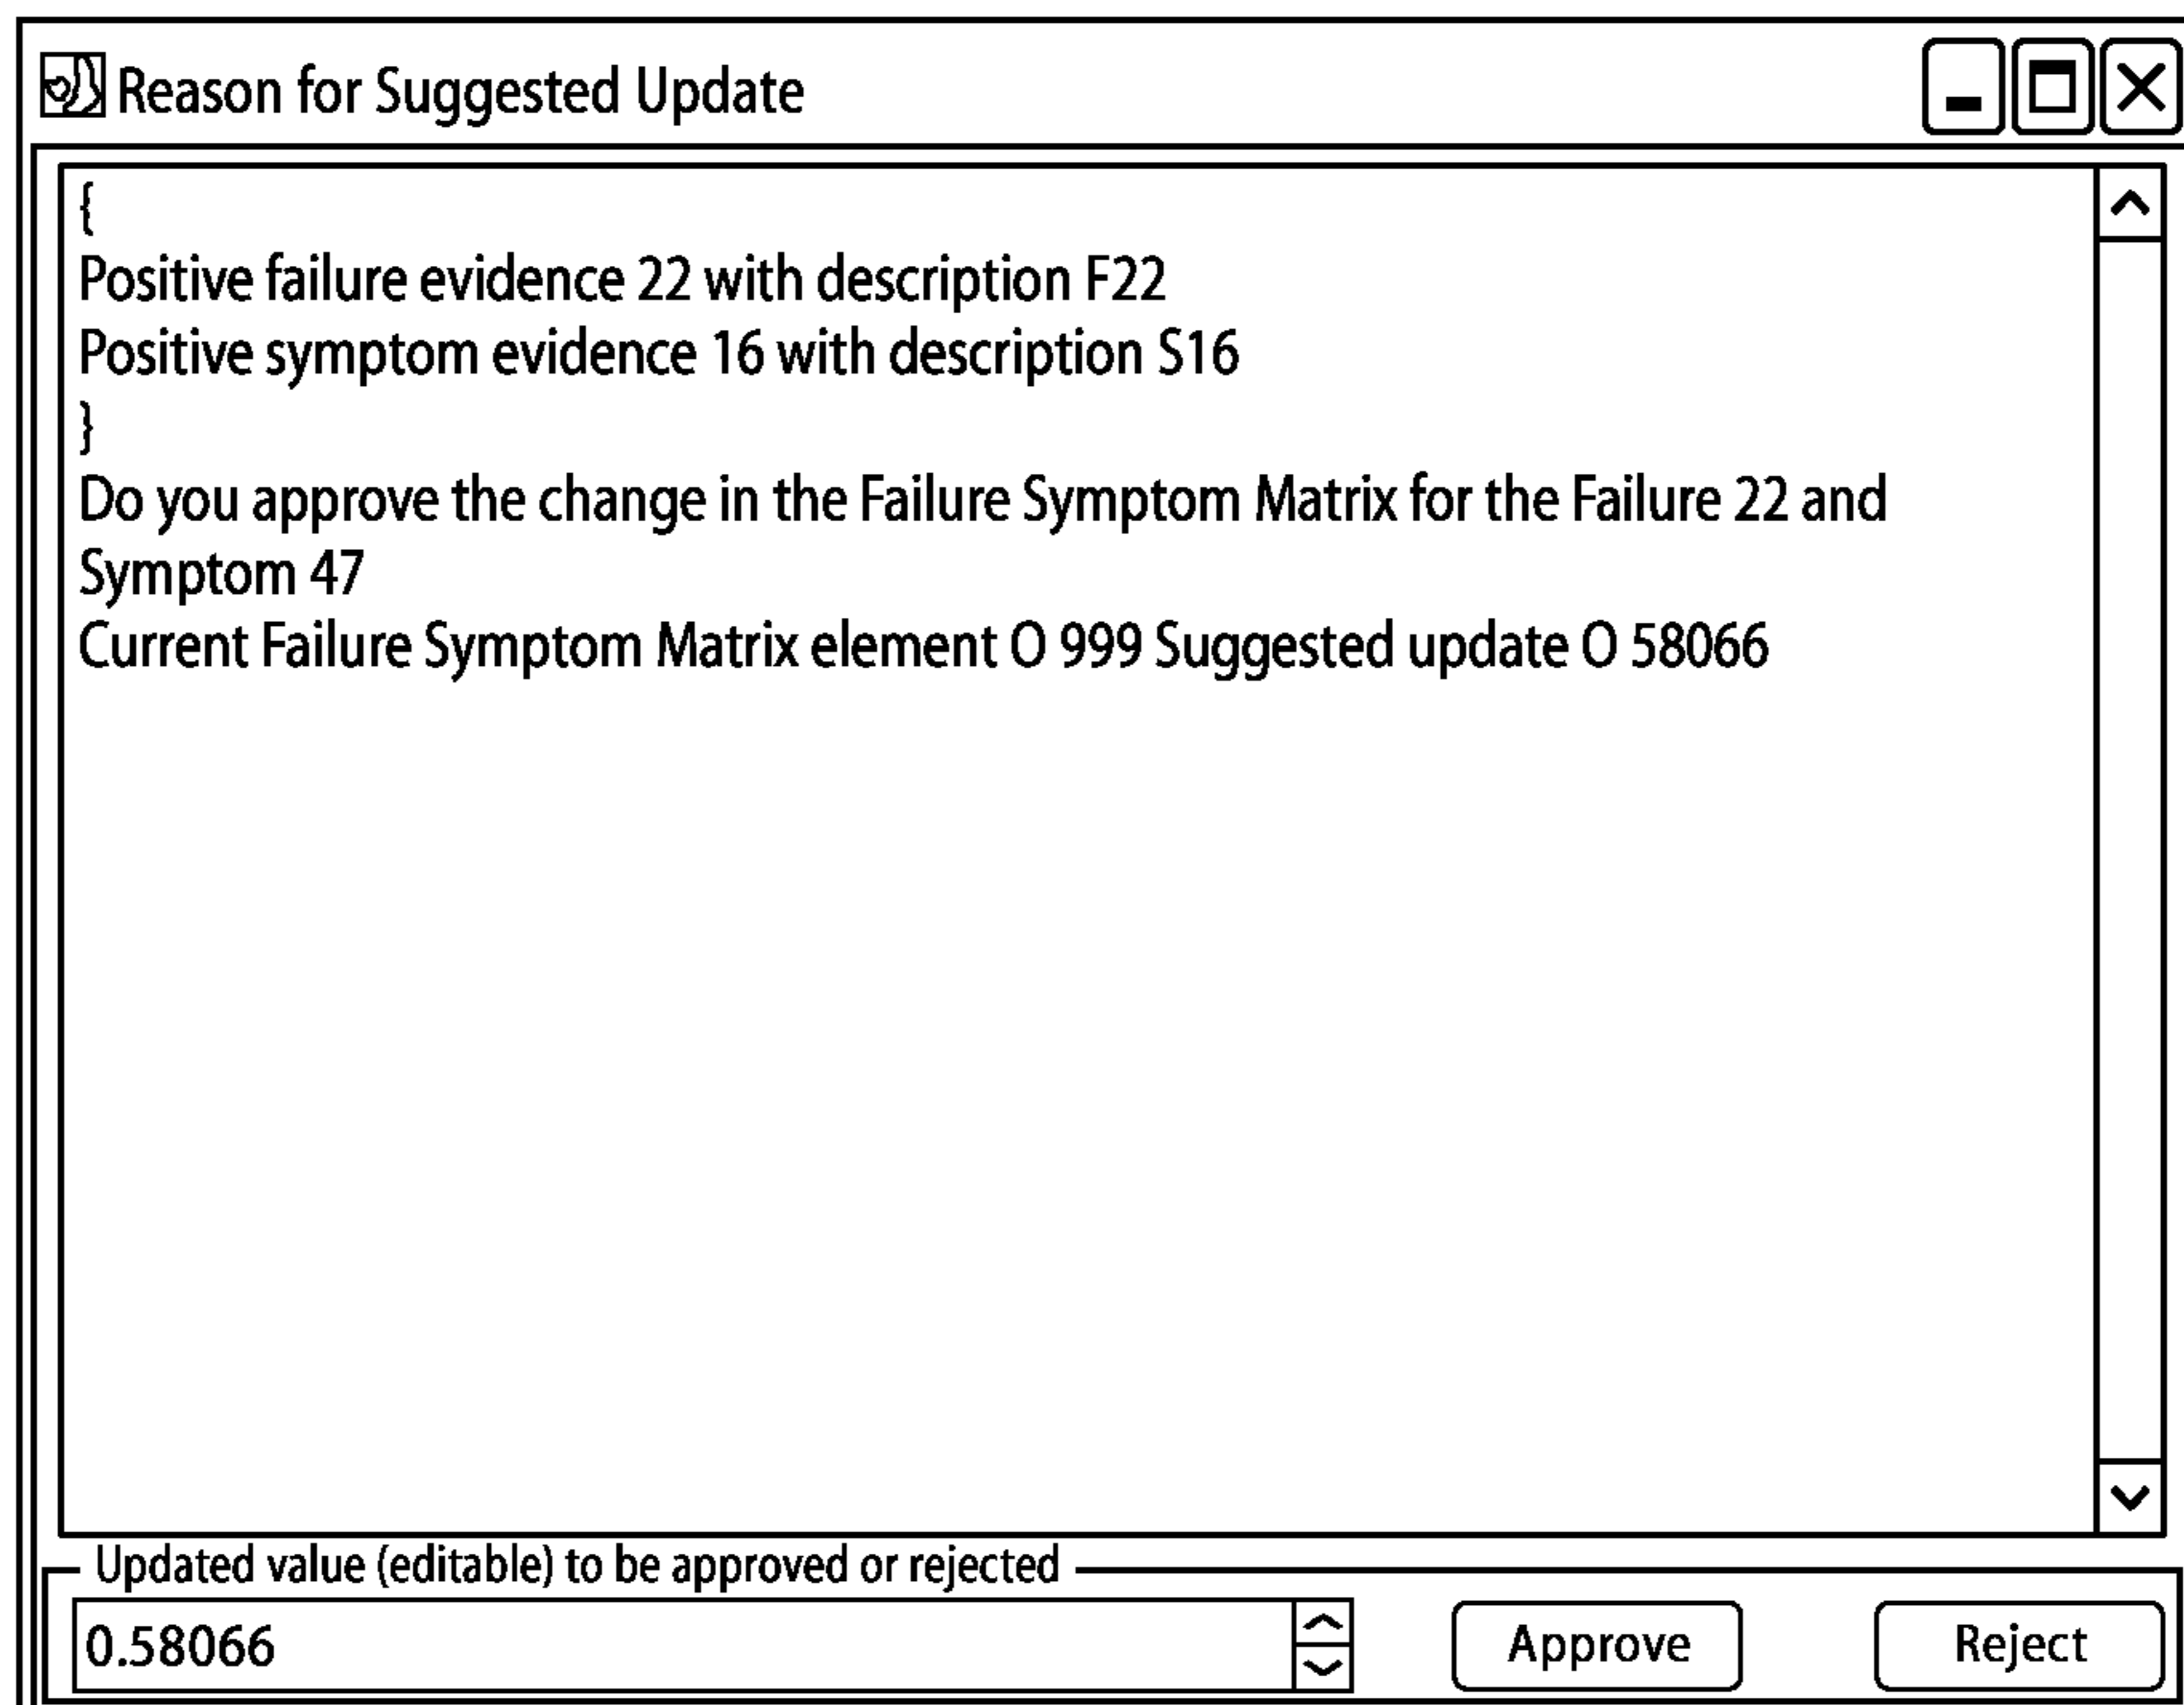 Reason for Suggested Update
{
Positive failure evidence 22 with description F22
Positive symptom evidence 16 with description S16
}
Do you approve the change in the Failure Symptom Matrix for the Failure 22 and
Symptom 47
Current Failure Symptom Matrix element O 999 Suggested update O 58066
Updated value (editable) to be approved or rejected
0.58066
Approve
Reject